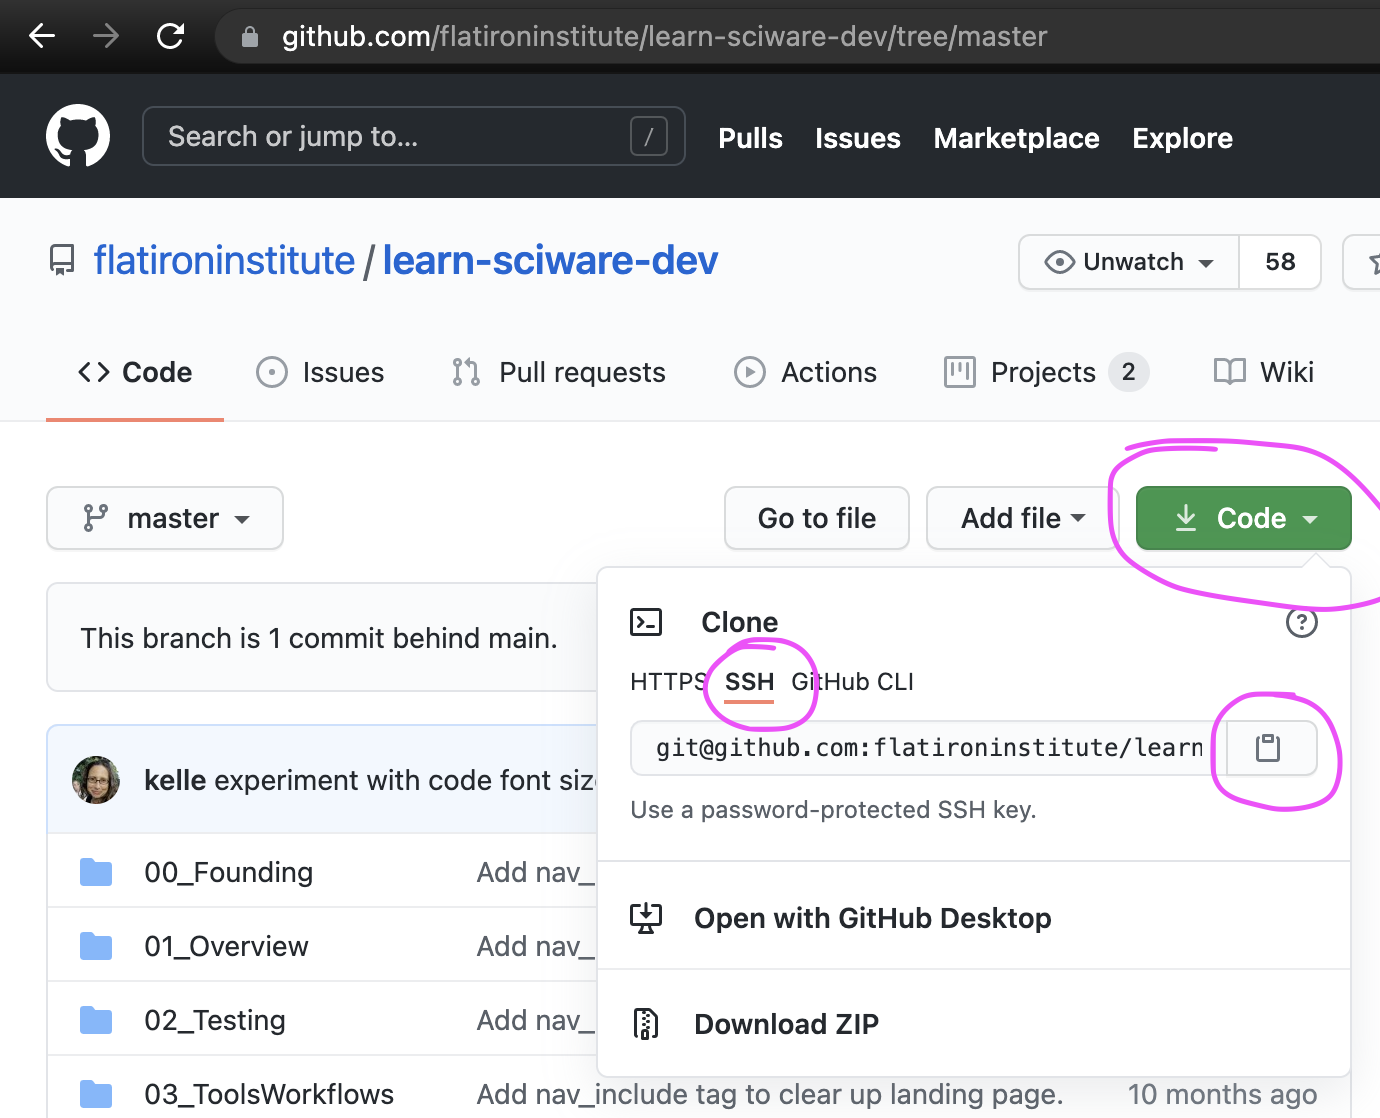 github.com/flatironinstitute/learn-sciware-dev/tree/master
Search or jump to... /
Pulls Issues Marketplace Explore
flatironinstitute / learn-sciware-dev
Unwatch 58
Code Issues Pull requests Actions Projects 2 Wiki
master Go to file Add file Code
This branch is 1 commit behind main.
Clone ?
HTTPS SSH GitHub CLI
git@github.com:flatironinstitute/learn
Use a password-protected SSH key.
Open with GitHub Desktop
Download ZIP
kelle experiment with code font siz
00_Founding Add nav_
01_Overview Add nav_
02_Testing Add nav_
03_ToolsWorkflows Add nav_include tag to clear up landing page. 10 months ago